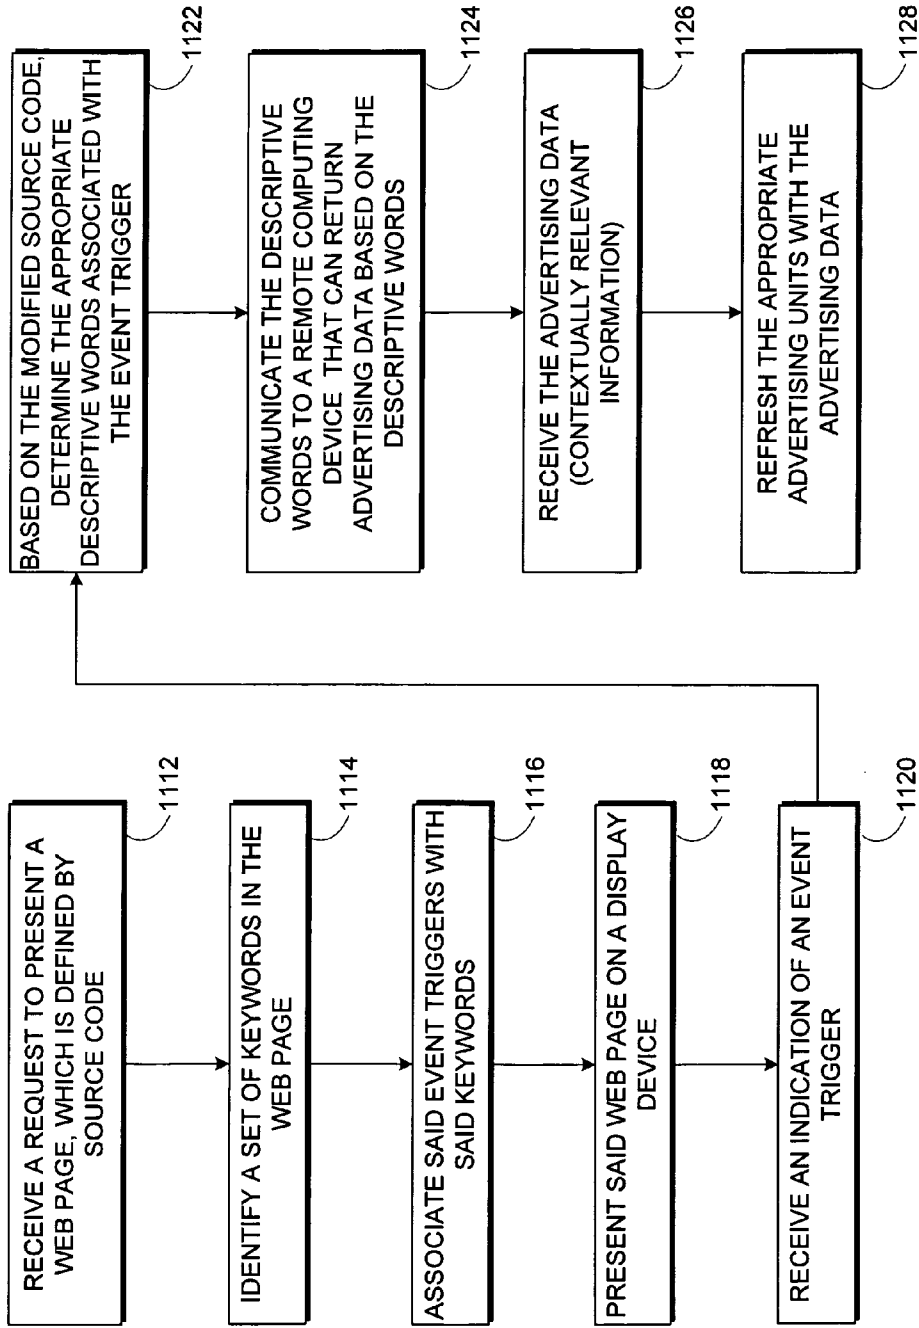 RECEIVE A REQUEST TO PRESENT A
WEB PAGE, WHICH IS DEFINED BY
SOURCE CODE
1112
IDENTIFY A SET OF KEYWORDS IN THE
WEB PAGE
1114
ASSOCIATE SAID EVENT TRIGGERS WITH
SAID KEYWORDS
1116
PRESENT SAID WEB PAGE ON A DISPLAY
DEVICE
1118
RECEIVE AN INDICATION OF AN EVENT
TRIGGER
1120
BASED ON THE MODIFIED SOURCE CODE,
DETERMINE THE APPROPRIATE
DESCRIPTIVE WORDS ASSOCIATED WITH
THE EVENT TRIGGER
1122
COMMUNICATE THE DESCRIPTIVE
WORDS TO A REMOTE COMPUTING
DEVICE THAT CAN RETURN
ADVERTISING DATA BASED ON THE
DESCRIPTIVE WORDS
1124
RECEIVE THE ADVERTISING DATA
(CONTEXTUALLY RELEVANT
INFORMATION)
1126
REFRESH THE APPROPRIATE
ADVERTISING UNITS WITH THE
ADVERTISING DATA
1128